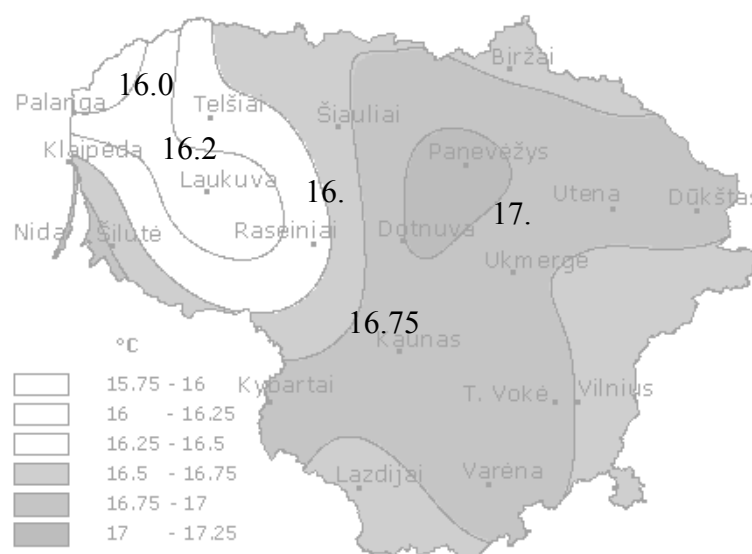 Biržai
16.0
Palanga
Telšiai
Šiauliai
Klaipėda
16.2
Panevėžys
Laukuva
16.
Utena
Dūkštas
17.
Nida
Šilutė
Raseiniai
Dotnuva
Ukmergė
16.75
Kaunas
°C
15.75 - 16
16 - 16.25
16.25 - 16.5
16.5 - 16.75
16.75 - 17
17 - 17.25
Kybartai
T. Vokė
Vilnius
Lazdijai
Varėna